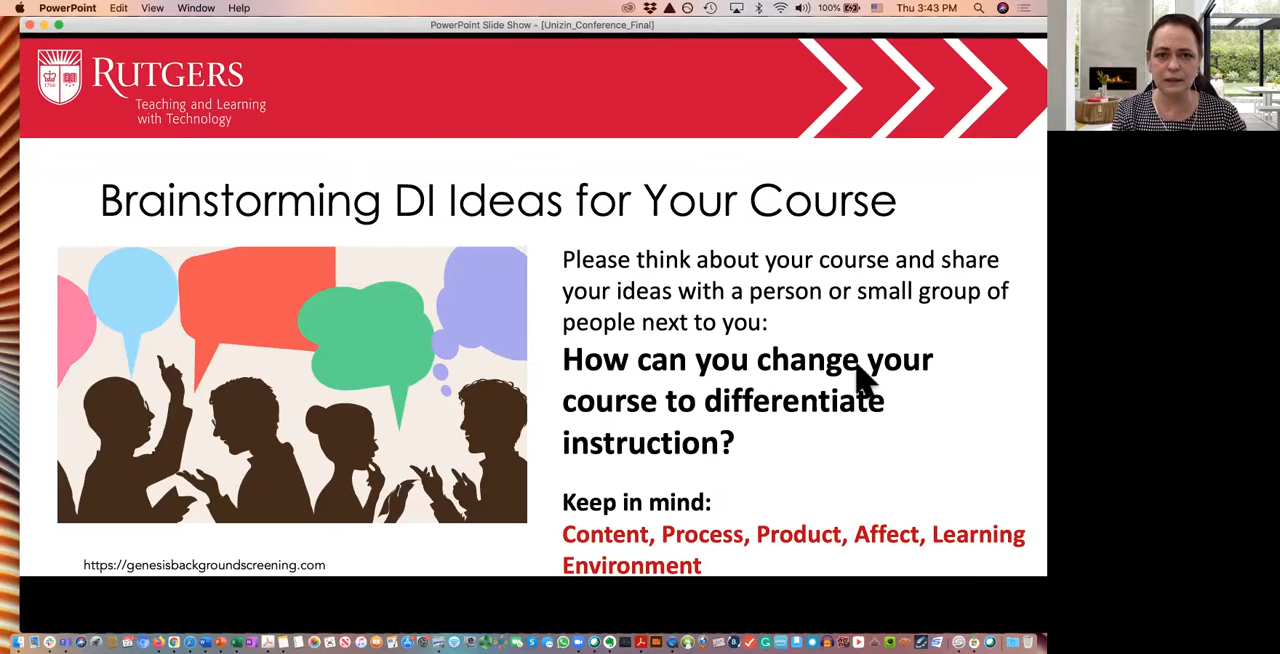 PowerPoint Edit View Window Help 100% Thu 3:43 PM
PowerPoint Slide Show - [Unizin_Conference_Final]
RUTGERS
Teaching and Learning
with Technology
Brainstorming DI Ideas for Your Course
Please think about your course and share
your ideas with a person or small group of
people next to you:
How can you change your
course to differentiate
instruction?
Keep in mind:
Content, Process, Product, Affect, Learning
Environment
https://genesisbackgroundscreening.com